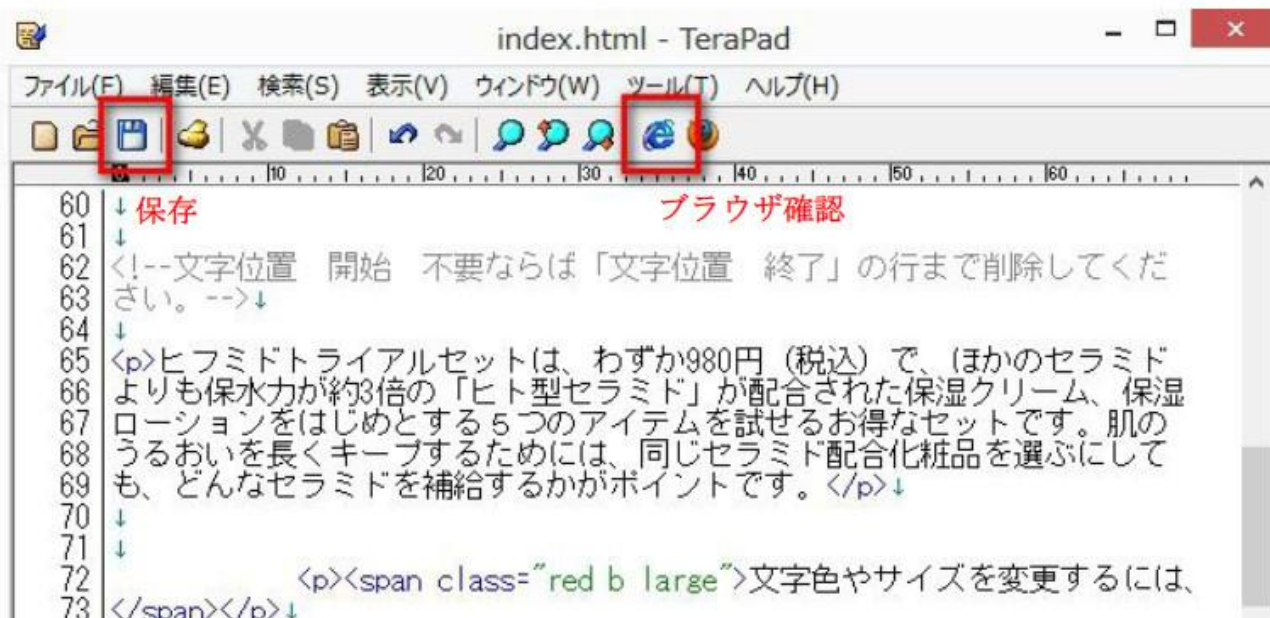 index.html - TeraPad
ファイル(F) 編集(E) 検索(S) 表示(V) ウィンドウ(W) ツール(T) ヘルプ(H)
0 10 20 30 40 50 60
60 ↓保存 ブラウザ確認
61 ↓
62 <!--文字位置　開始　不要ならば「文字位置　終了」の行まで削除してくだ
63 さい。-->↓
64 ↓
65 <p>ヒフミドトライアルセットは、わずか980円（税込）で、ほかのセラミド
66 よりも保水力が約3倍の「ヒト型セラミド」が配合された保湿クリーム、保湿
67 ローションをはじめとする５つのアイテムを試せるお得なセットです。肌の
68 うるおいを長くキープするためには、同じセラミド配合化粧品を選ぶにして
69 も、どんなセラミドを補給するかがポイントです。</p>↓
70 ↓
71 ↓
72 <p><span class="red b large">文字色やサイズを変更するには、
73 </span></p>↓